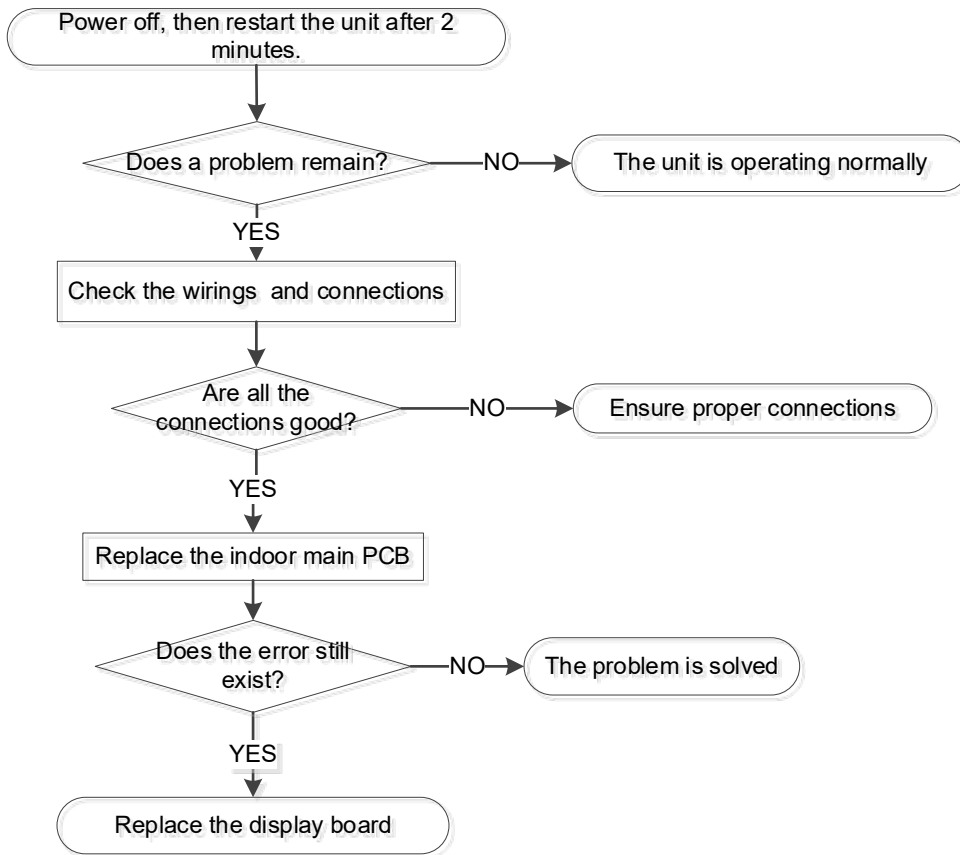 Power off, then restart the unit after 2
minutes.
Does a problem remain?
NO
The unit is operating normally
YES
Check the wirings and connections
Are all the
connections good?
NO
Ensure proper connections
YES
Replace the indoor main PCB
Does the error still
exist?
NO
The problem is solved
YES
Replace the display board